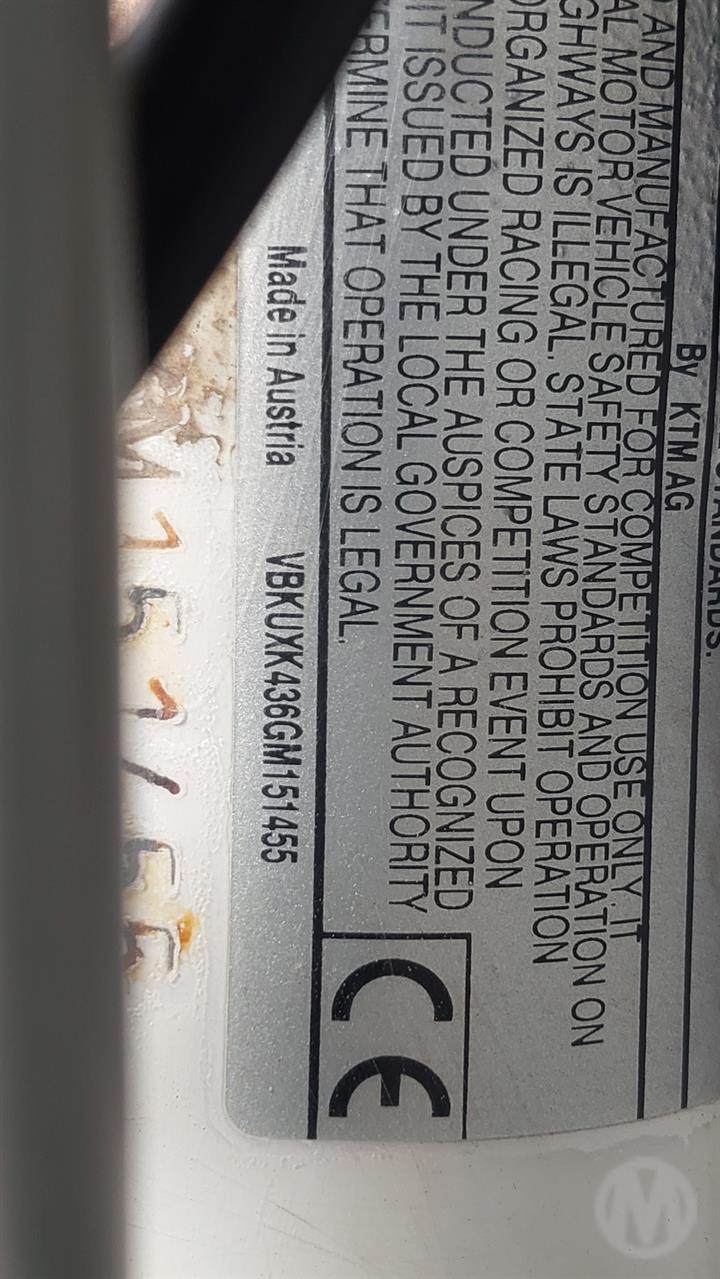 STANDARDS.
By KTM AG
AND MANUFACTURED FOR COMPETITION USE ONLY. IT
MOTOR VEHICLE SAFETY STANDARDS AND OPERATION ON
GHWAYS IS ILLEGAL. STATE LAWS PROHIBIT OPERATION
ORGANIZED RACING OR COMPETITION EVENT UPON
NDUCTED UNDER THE AUSPICES OF A RECOGNIZED
IT ISSUED BY THE LOCAL GOVERNMENT AUTHORITY
ERMINE THAT OPERATION IS LEGAL.
CE
Made in Austria VBKUXK436GM151455
M151455
M